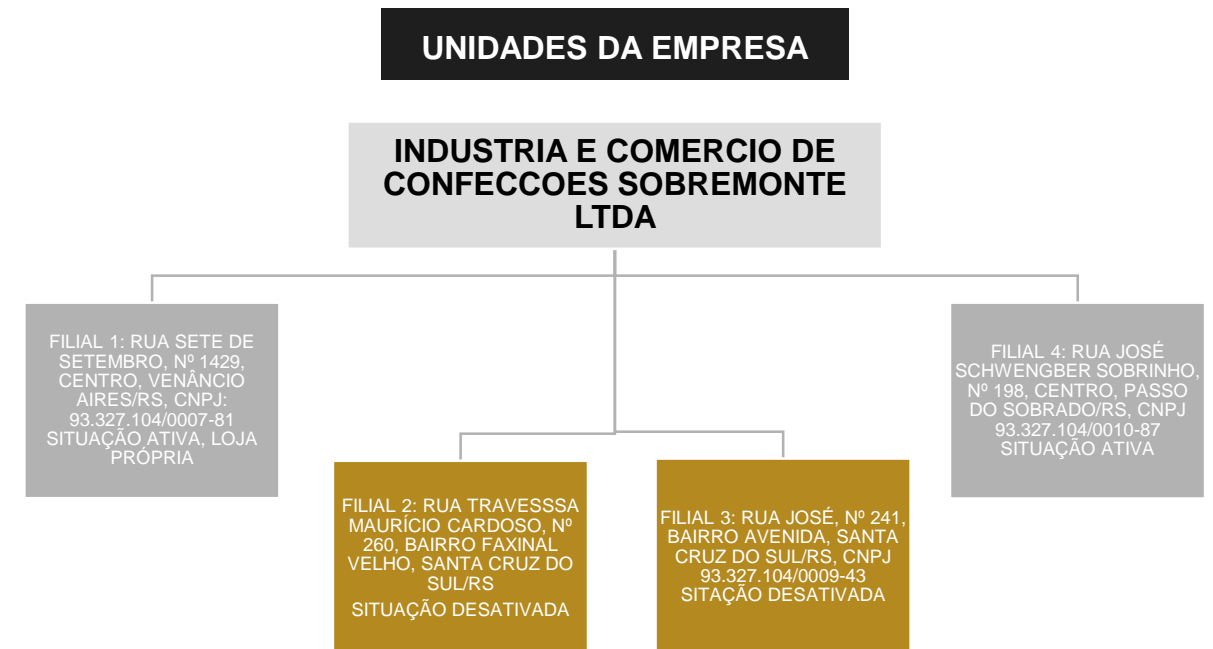 UNIDADES DA EMPRESA
INDUSTRIA E COMERCIO DE
CONFECCOES SOBREMONTE
LTDA
FILIAL 1: RUA SETE DE
SETEMBRO, Nº 1429,
CENTRO, VENÂNCIO
AIRES/RS, CNPJ:
93.327.104/0007-81
SITUAÇÃO ATIVA, LOJA
PRÓPRIA
FILIAL 2: RUA TRAVESSSA
MAURÍCIO CARDOSO, Nº
260, BAIRRO FAXINAL
VELHO, SANTA CRUZ DO
SUL/RS
SITUAÇÃO DESATIVADA
FILIAL 3: RUA JOSÉ, Nº 241,
BAIRRO AVENIDA, SANTA
CRUZ DO SUL/RS, CNPJ
93.327.104/0009-43
SITAÇÃO DESATIVADA
FILIAL 4: RUA JOSÉ
SCHWENGBER SOBRINHO,
Nº 198, CENTRO, PASSO
DO SOBRADO/RS, CNPJ
93.327.104/0010-87
SITUAÇÃO ATIVA